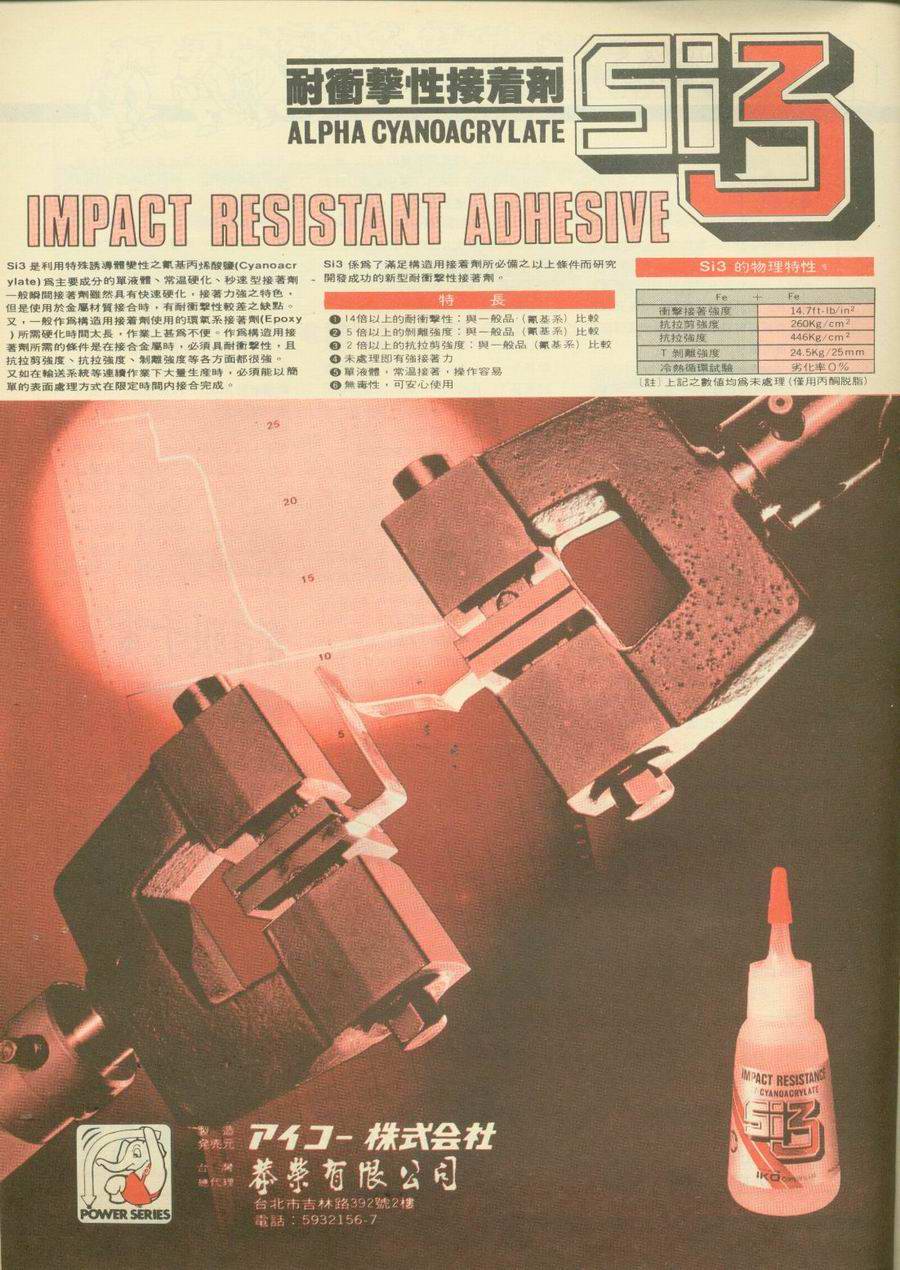 耐衝擊性接着劑
ALPHA CYANOACRYLATE
Si3
IMPACT RESISTANT ADHESIVE
Si3 是利用特殊誘導體變性之氰基丙烯酸鹽(Cyanoacr
ylate)爲主要成分的單液體、常温硬化、秒速型接著劑
一般瞬間接著劑雖然具有快速硬化，接著力強之特色，
但是使用於金屬材質接合時，有耐衝擊性較差之缺點。
又，一般作爲構造用接着劑使用的環氧系接著劑(Epoxy
)所需硬化時間太長，作業上甚爲不便。作爲構造用接
著劑所需的條件是在接合金屬時，必須具耐衝擊性，且
抗拉剪強度、抗拉強度、剝離強度等各方面都很強。
又如在輸送系統等連續作業下大量生産時，必須能以簡
單的表面處理方式在限定時間内接合完成。
Si3 係爲了滿足構造用接着劑所必備之以上條件而研究
開發成功的新型耐衝擊性接著劑。
特 長
❶ 14倍以上的耐衝擊性：與一般品（氰基系）比較
❷ 5 倍以上的剝離強度：與一般品（氰基系）比較
❸ 2 倍以上的抗拉剪強度：與一般品（氰基系）比較
❹ 未處理即有強接著力
❺ 單液體，常温接著，操作容易
❻ 無毒性，可安心使用
Si3 的物理特性。
Fe ＋ Fe
衝擊接著強度 14.7ft-lb/in²
抗拉剪強度 260Kg/cm²
抗拉強度 446Kg/cm²
T 剝離強度 24.5Kg/25mm
冷熱循環試驗 劣化率０％
〔註〕上記之數値均爲未處理(僅用丙酮脱脂)
25
20
15
10
5
IMPACT RESISTANCE
CYANOACRYLATE
Si3
POWER SERIES
製 造
発売元
アイコー 株式会社
台 灣
總代理
恭榮有限公司
台北市吉林路392號2樓
電話：5932156-7